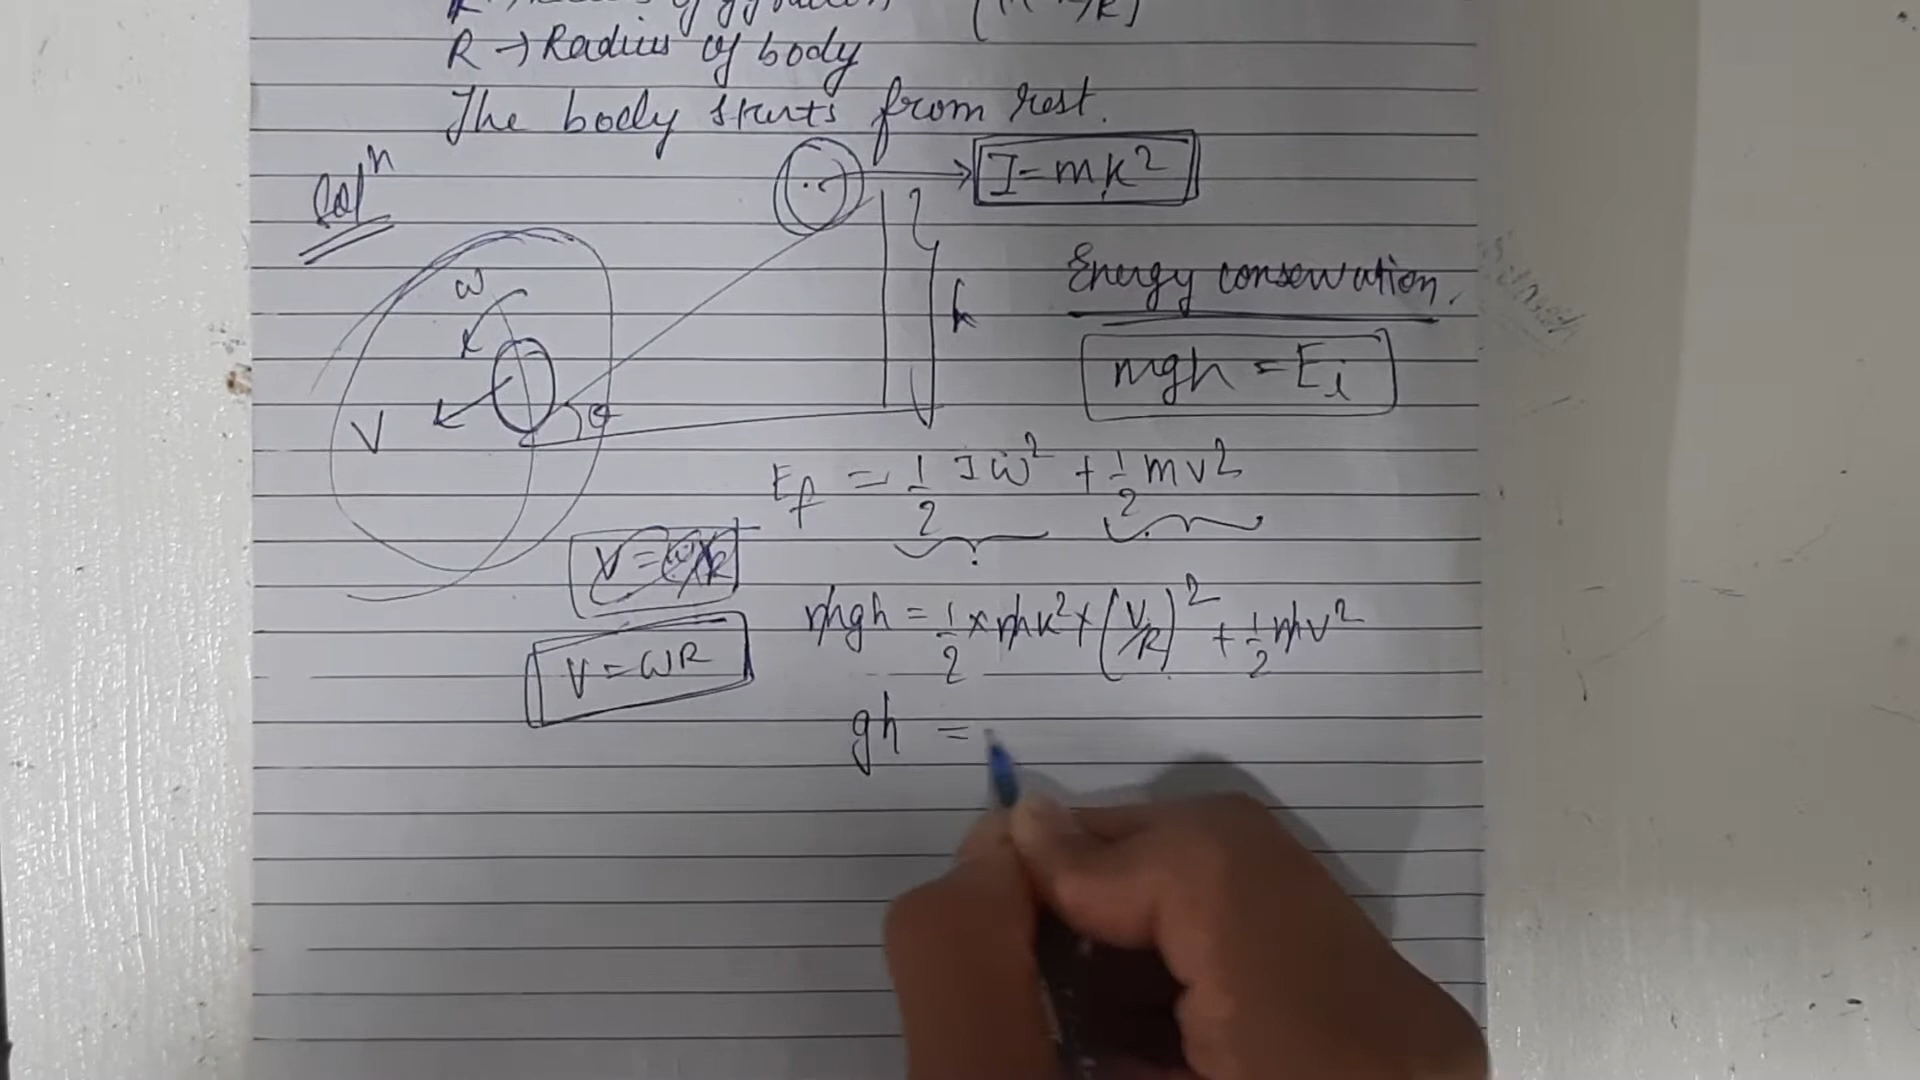 R → Radius of body
The body starts from rest.
Solⁿ
I = mk²
ω
h
Energy conservation.
mgh = Ei
V
θ
Ef = 1/2 Iω² + 1/2 mv²
V = ω/R
mgh = 1/2 × mk² × (V/R)² + 1/2 mv²
V = ωR
gh =